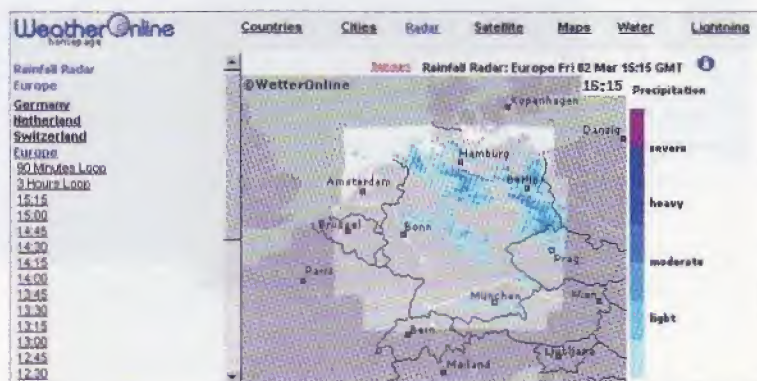 WeatherOnline
homepage
Countries Cities Radar Satellite Maps Water Lightning
Rainfall Radar
Europe
Germany
Netherland
Switzerland
Europe
90 Minutes Loop
3 Hours Loop
15:15
15:00
14:45
14:30
14:15
14:00
13:45
13:30
13:15
13:00
12:45
12:30
Rainfall Radar: Europe Fri 02 Mar 15:15 GMT
©WetterOnline
15:15
Precipitation
severe
heavy
moderate
light
Kopenhagen
Danzig
Hamburg
Berlin
Amsterdam
Brüssel
Bonn
Prag
Paris
München
Wien
Bern
Ljubljana
Mailand